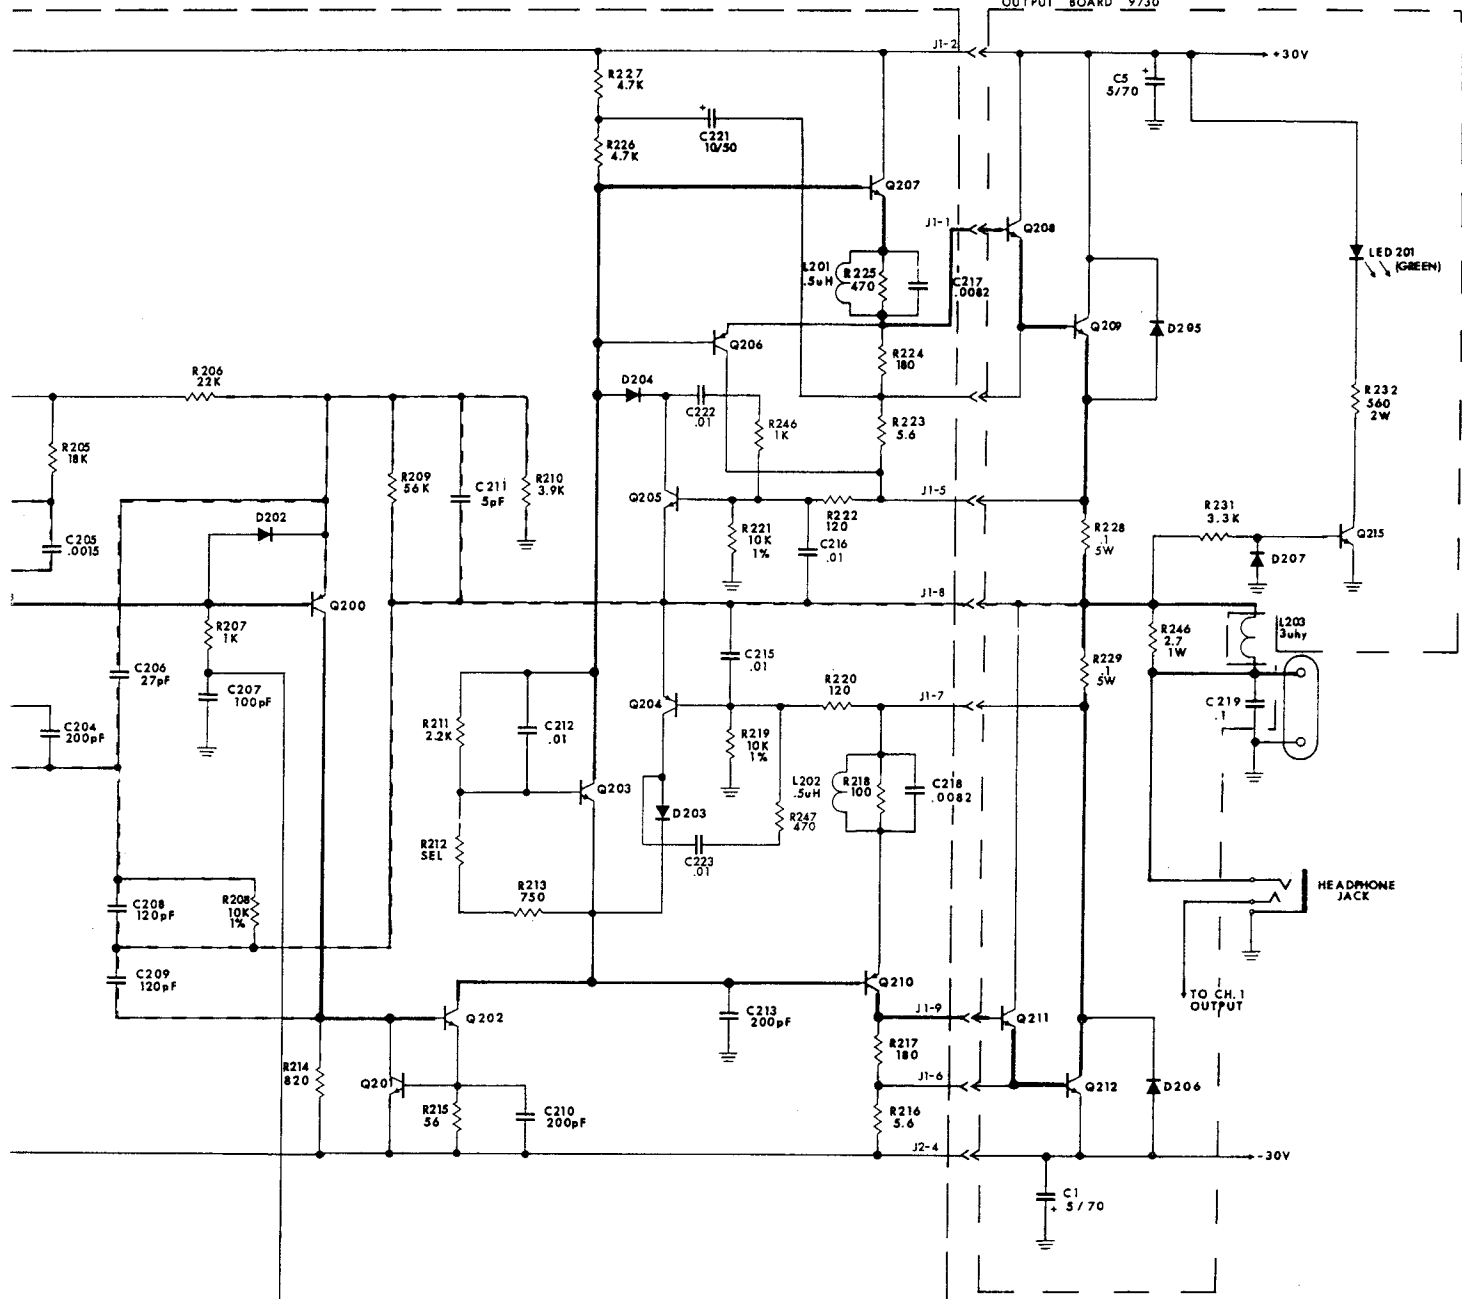 OUTPUT BOARD 9730
J1-2
+30V
R227
4.7K
C5
5/70
+
+
C221
10/50
R226
4.7K
Q207
J1-1
Q208
LED 201
(GREEN)
L201
.5uH
R225
470
C217
.0082
Q209
D205
Q206
R224
180
R206
22K
D204
R232
560
2W
C222
.01
R246
1K
R223
5.6
R205
18K
R209
56K
C211
5pF
R210
3.9K
Q205
J1-5
R231
3.3K
D202
R221
10K
1%
R222
120
C216
.01
R228
.1
5W
Q215
C205
.0015
D207
Q200
J1-8
R207
1K
L203
3uhy
R246
2.7
1W
C215
.01
R229
.1
5W
C206
27pF
R220
120
C207
100pF
Q204
J1-7
C219
.1
C204
200pF
R211
2.2K
C212
.01
R219
10K
1%
L202
.5uH
R218
100
C218
.0082
Q203
D203
R247
470
R212
SEL
C223
.01
R213
750
HEADPHONE
JACK
C208
120pF
R208
10K
1%
C209
120pF
Q210
TO CH.1
OUTPUT
Q202
C213
200pF
J1-9
Q211
R217
180
R214
820
Q201
J1-6
Q212
D206
R215
56
C210
200pF
R216
5.6
J2-4
-30V
C1
5/70
+